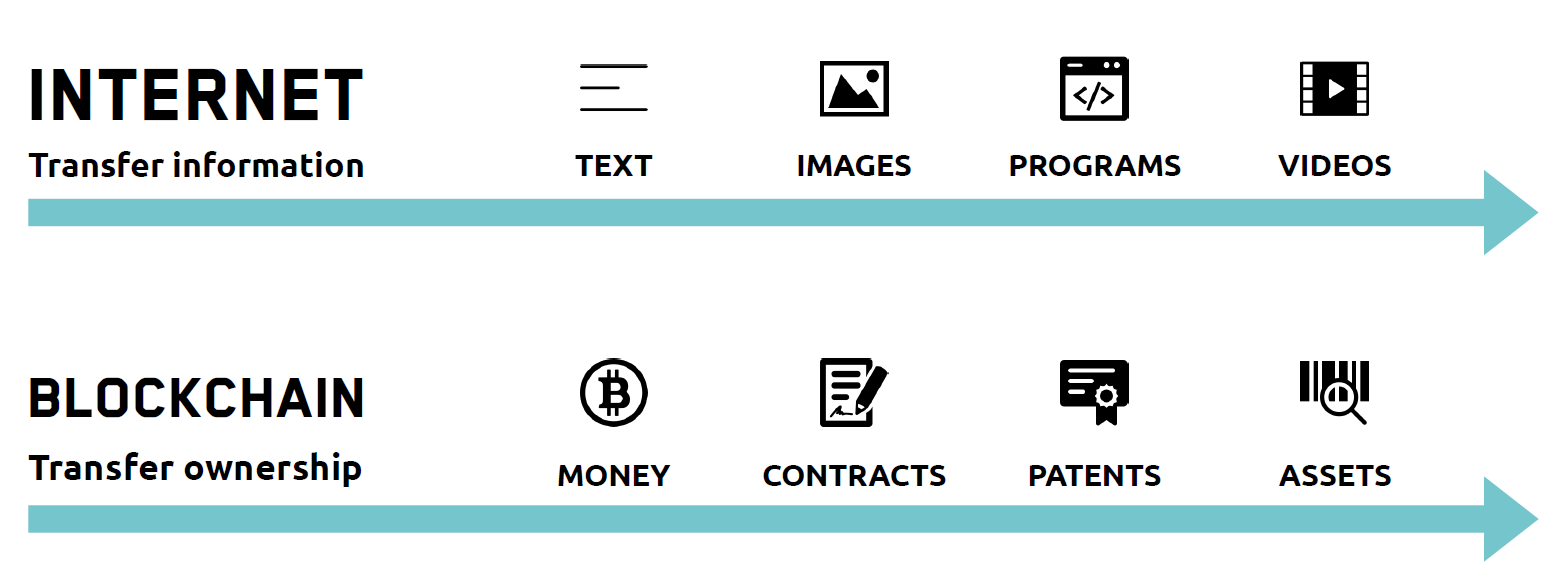 INTERNET
Transfer information
TEXT
IMAGES
PROGRAMS
VIDEOS
BLOCKCHAIN
Transfer ownership
MONEY
CONTRACTS
PATENTS
ASSETS